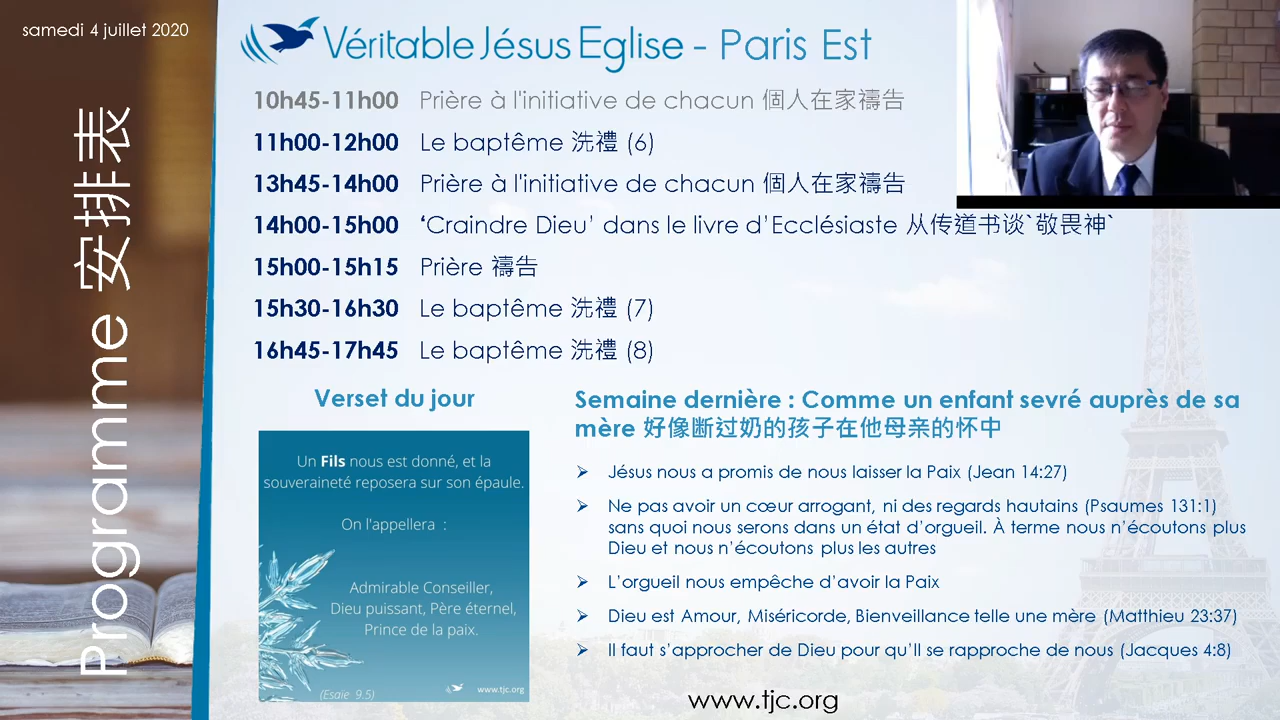 samedi 4 juillet 2020
Programme 安排表
Véritable Jésus Eglise - Paris Est
10h45-11h00 Prière à l'initiative de chacun 個人在家禱告
11h00-12h00 Le baptême 洗禮 (6)
13h45-14h00 Prière à l'initiative de chacun 個人在家禱告
14h00-15h00 ‘Craindre Dieu’ dans le livre d’Ecclésiaste 从传道书谈`敬畏神`
15h00-15h15 Prière 禱告
15h30-16h30 Le baptême 洗禮 (7)
16h45-17h45 Le baptême 洗禮 (8)
Verset du jour
Un Fils nous est donné, et la
souveraineté reposera sur son épaule.
On l'appellera :
Admirable Conseiller,
Dieu puissant, Père éternel,
Prince de la paix.
(Esaïe 9.5)
www.tjc.org
Semaine dernière : Comme un enfant sevré auprès de sa
mère 好像断过奶的孩子在他母亲的怀中
Jésus nous a promis de nous laisser la Paix (Jean 14:27)
Ne pas avoir un cœur arrogant, ni des regards hautains (Psaumes 131:1)
sans quoi nous serons dans un état d’orgueil. À terme nous n’écoutons plus
Dieu et nous n’écoutons plus les autres
L’orgueil nous empêche d’avoir la Paix
Dieu est Amour, Miséricorde, Bienveillance telle une mère (Matthieu 23:37)
Il faut s’approcher de Dieu pour qu’Il se rapproche de nous (Jacques 4:8)
www.tjc.org